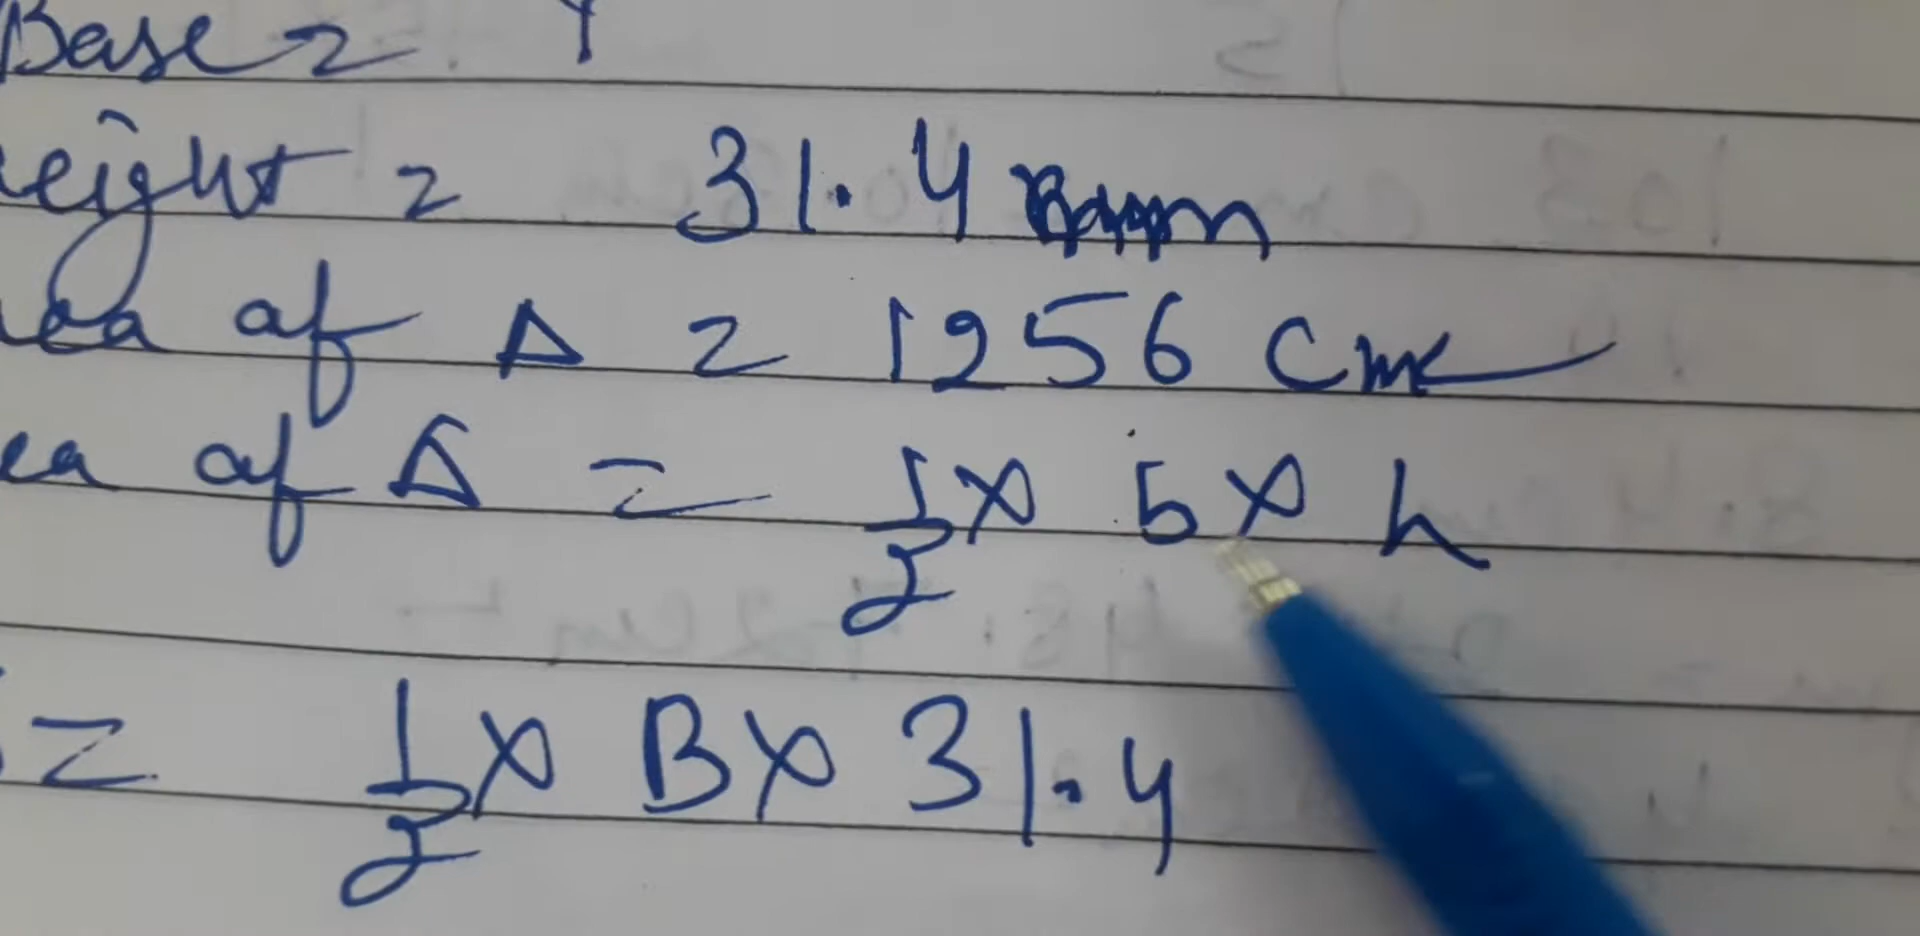 Base = ?
eight = 31.4 mm
ea of Δ = 1256 cm
ea of Δ = 1/2 × b × h
= 1/2 × B × 31.4